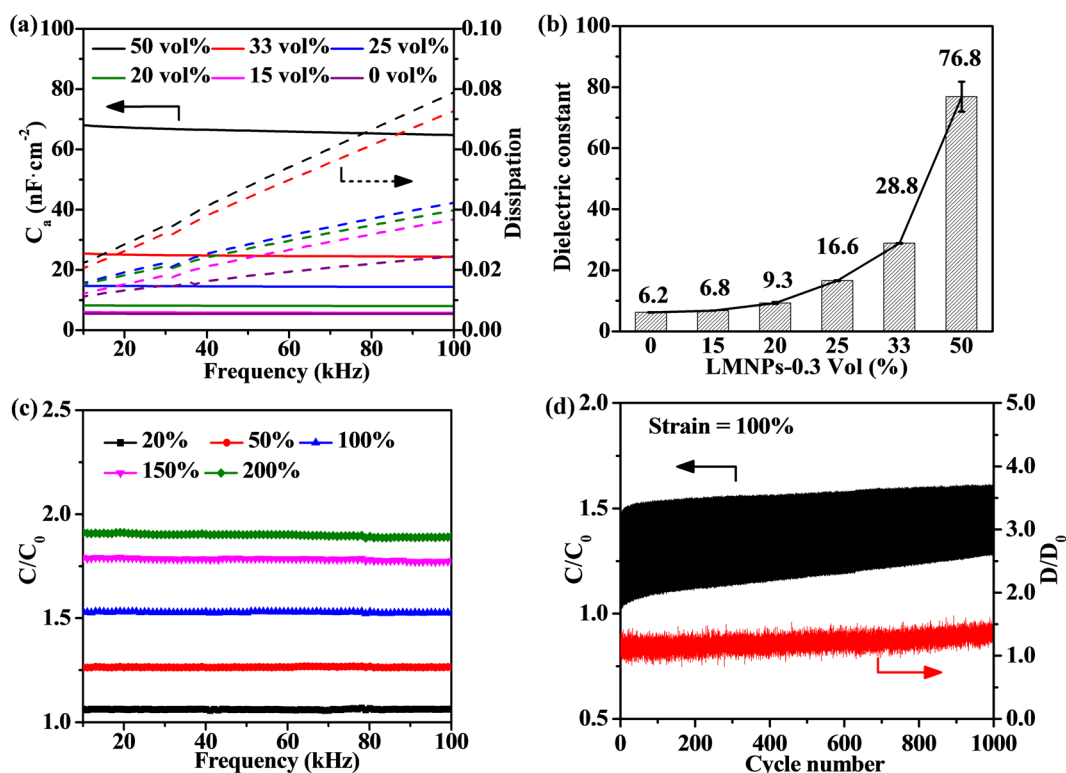 (a)
100
80
60
40
20
0
Cₐ (nF·cm⁻²)
50 vol% 33 vol% 25 vol%
20 vol% 15 vol% 0 vol%
0.10
0.08
0.06
0.04
0.02
0.00
Dissipation
20 40 60 80 100
Frequency (kHz)
(b)
100
80
60
40
20
0
Dielectric constant
6.2 6.8 9.3 16.6 28.8 76.8
0 15 20 25 33 50
LMNPs-0.3 Vol (%)
(c)
2.5
2.0
1.5
1.0
C/C₀
20% 50% 100%
150% 200%
20 40 60 80 100
Frequency (kHz)
(d)
2.0
1.5
1.0
0.5
C/C₀
Strain = 100%
5.0
4.0
3.0
2.0
1.0
0.0
D/D₀
0 200 400 600 800 1000
Cycle number